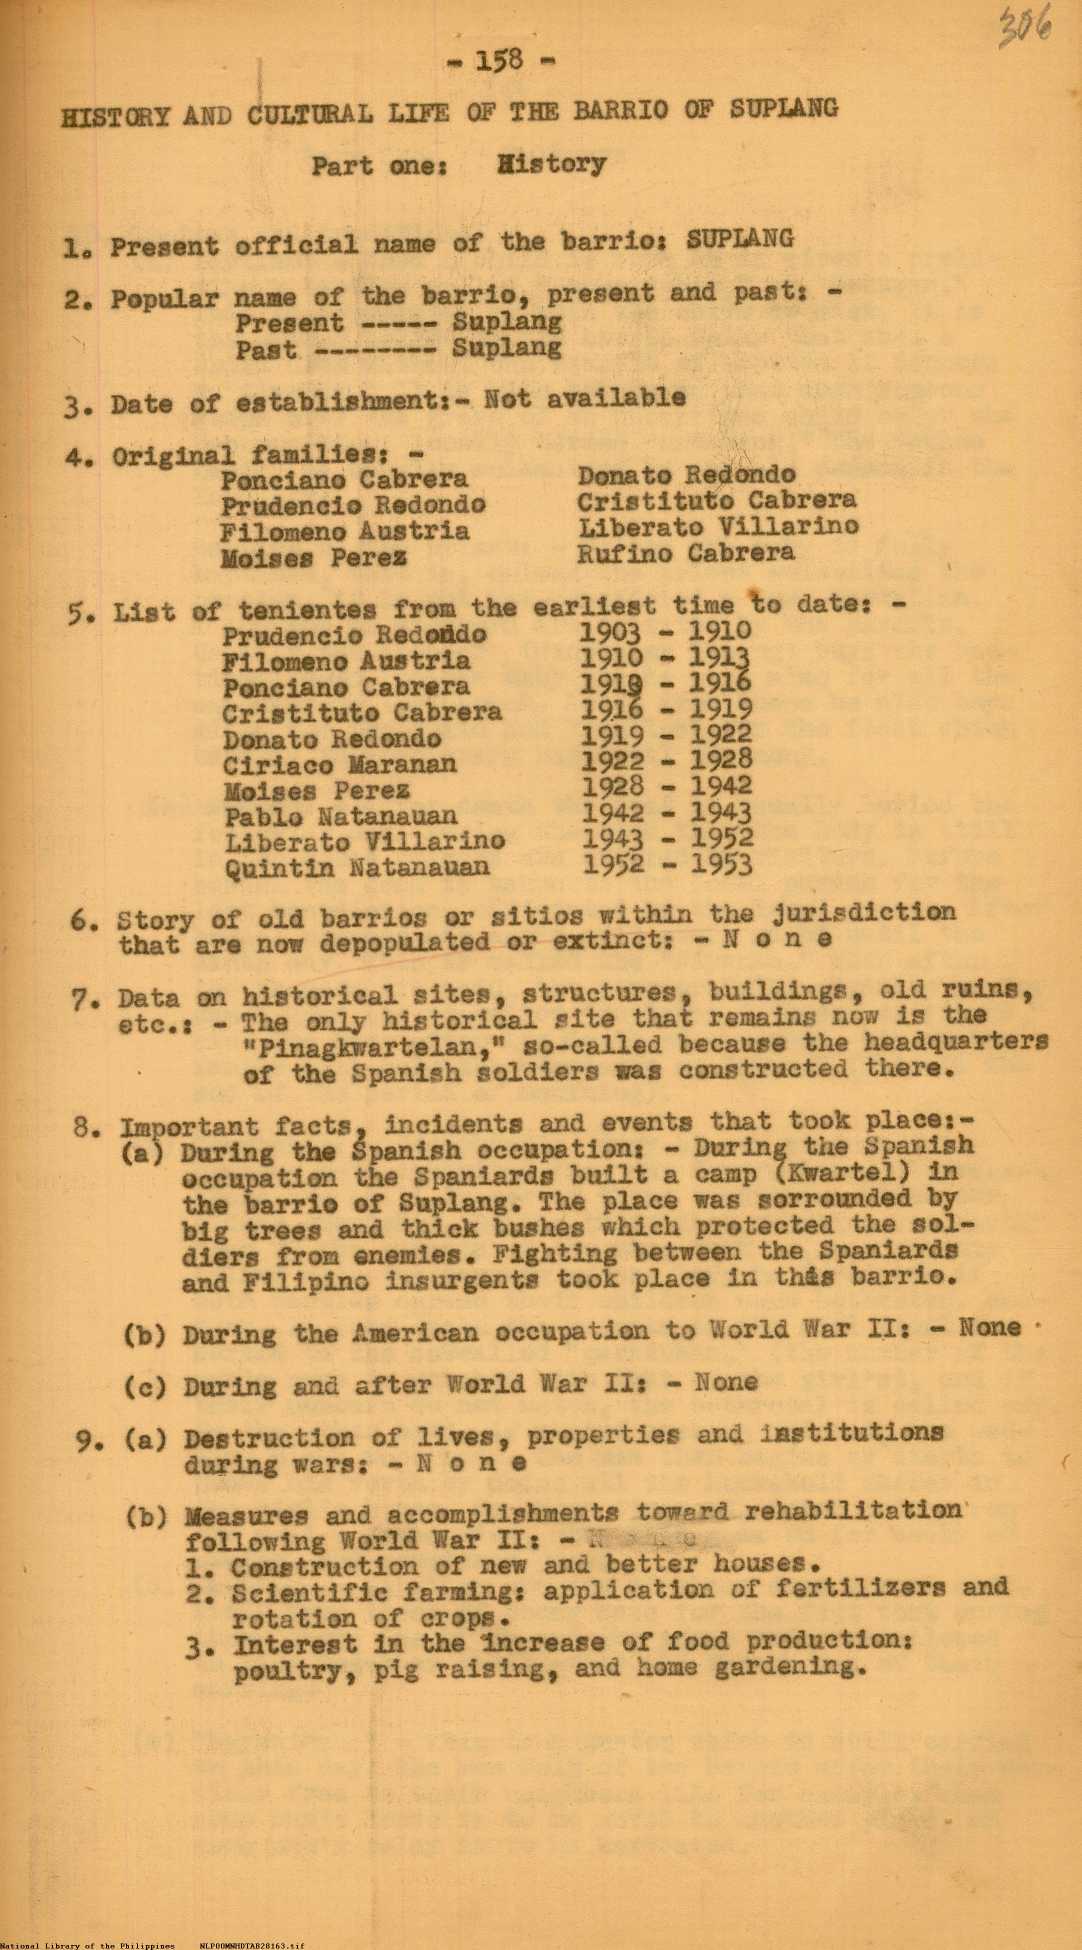 306
- 158 -
HISTORY AND CULTURAL LIFE OF THE BARRIO OF SUPLANG
Part one: History
1. Present official name of the barrio: SUPLANG
2. Popular name of the barrio, present and past: -
Present ----- Suplang
Past -------- Suplang
3. Date of establishment:- Not available
4. Original families: -
Ponciano Cabrera Donato Redondo
Prudencio Redondo Cristituto Cabrera
Filomeno Austria Liberato Villarino
Moises Perez Rufino Cabrera
5. List of tenientes from the earliest time to date: -
Prudencio Redondo 1903 - 1910
Filomeno Austria 1910 - 1913
Ponciano Cabrera - 1916
Cristituto Cabrera 1916 - 1919
Donato Redondo 1919 - 1922
Ciriaco Maranan 1922 - 1928
Moises Perez 1928 - 1942
Pablo Natanauan 1942 - 1943
Liberato Villarino 1943 - 1952
Quintin Natanauan 1952 - 1953
6. Story of old barrios or sitios within the jurisdiction
that are now depopulated or extinct: - N o n e
7. Data on historical sites, structures, buildings, old ruins,
etc.: - The only historical site that remains now is the
"Pinagkwartelan," so-called because the headquarters
of the Spanish soldiers was constructed there.
8. Important facts, incidents and events that took place:-
(a) During the Spanish occupation: - During the Spanish
occupation the Spaniards built a camp (Kwartel) in
the barrio of Suplang. The place was sorrounded by
big trees and thick bushes which protected the sol-
diers from enemies. Fighting between the Spaniards
and Filipino insurgents took place in this barrio.
(b) During the American occupation to World War II: - None
(c) During and after World War II: - None
9. (a) Destruction of lives, properties and institutions
during wars: - N o n e
(b) Measures and accomplishments toward rehabilitation
following World War II: - N o n e
1. Construction of new and better houses.
2. Scientific farming: application of fertilizers and
rotation of crops.
3. Interest in the increase of food production:
poultry, pig raising, and home gardening.
National Library of the Philippines NLPOOMNHDTAB28163.tif